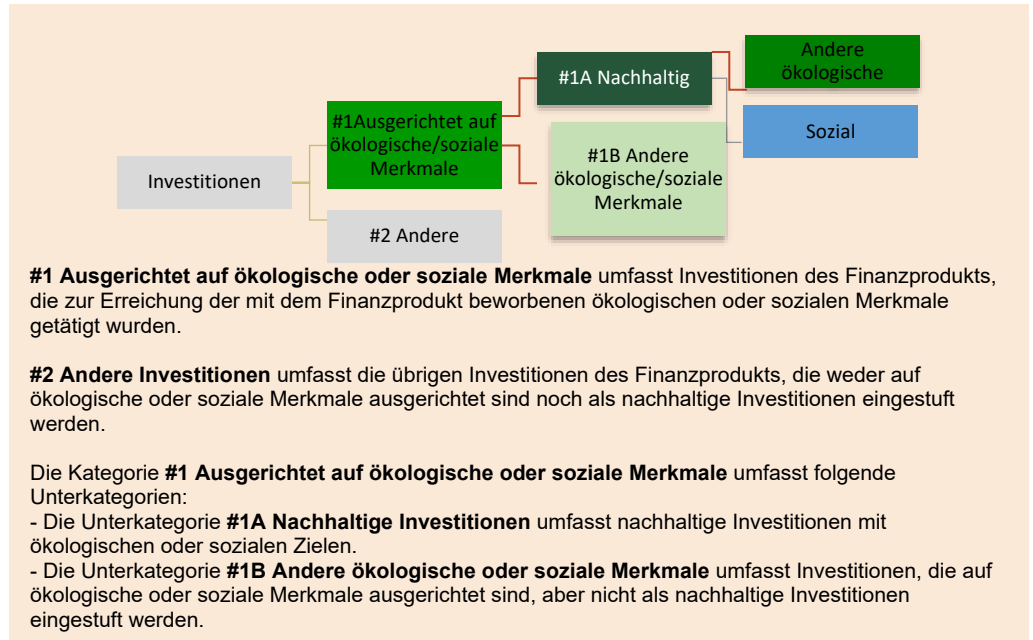 Investitionen
#1Ausgerichtet auf
ökologische/soziale
Merkmale
#2 Andere
#1A Nachhaltig
#1B Andere
ökologische/soziale
Merkmale
Andere
ökologische
Sozial
#1 Ausgerichtet auf ökologische oder soziale Merkmale umfasst Investitionen des Finanzprodukts,
die zur Erreichung der mit dem Finanzprodukt beworbenen ökologischen oder sozialen Merkmale
getätigt wurden.
#2 Andere Investitionen umfasst die übrigen Investitionen des Finanzprodukts, die weder auf
ökologische oder soziale Merkmale ausgerichtet sind noch als nachhaltige Investitionen eingestuft
werden.
Die Kategorie #1 Ausgerichtet auf ökologische oder soziale Merkmale umfasst folgende
Unterkategorien:
- Die Unterkategorie #1A Nachhaltige Investitionen umfasst nachhaltige Investitionen mit
ökologischen oder sozialen Zielen.
- Die Unterkategorie #1B Andere ökologische oder soziale Merkmale umfasst Investitionen, die auf
ökologische oder soziale Merkmale ausgerichtet sind, aber nicht als nachhaltige Investitionen
eingestuft werden.